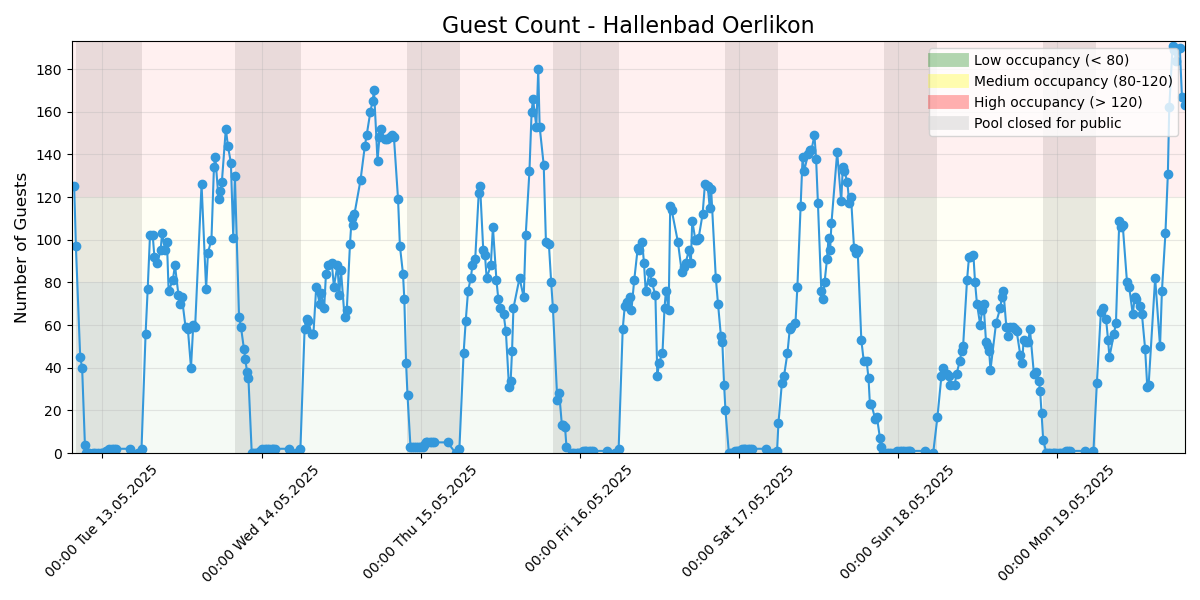 Guest Count - Hallenbad Oerlikon
Number of Guests
180
160
140
120
100
80
60
40
20
0
Low occupancy (< 80)
Medium occupancy (80-120)
High occupancy (> 120)
Pool closed for public
00:00 Tue 13.05.2025
00:00 Wed 14.05.2025
00:00 Thu 15.05.2025
00:00 Fri 16.05.2025
00:00 Sat 17.05.2025
00:00 Sun 18.05.2025
00:00 Mon 19.05.2025